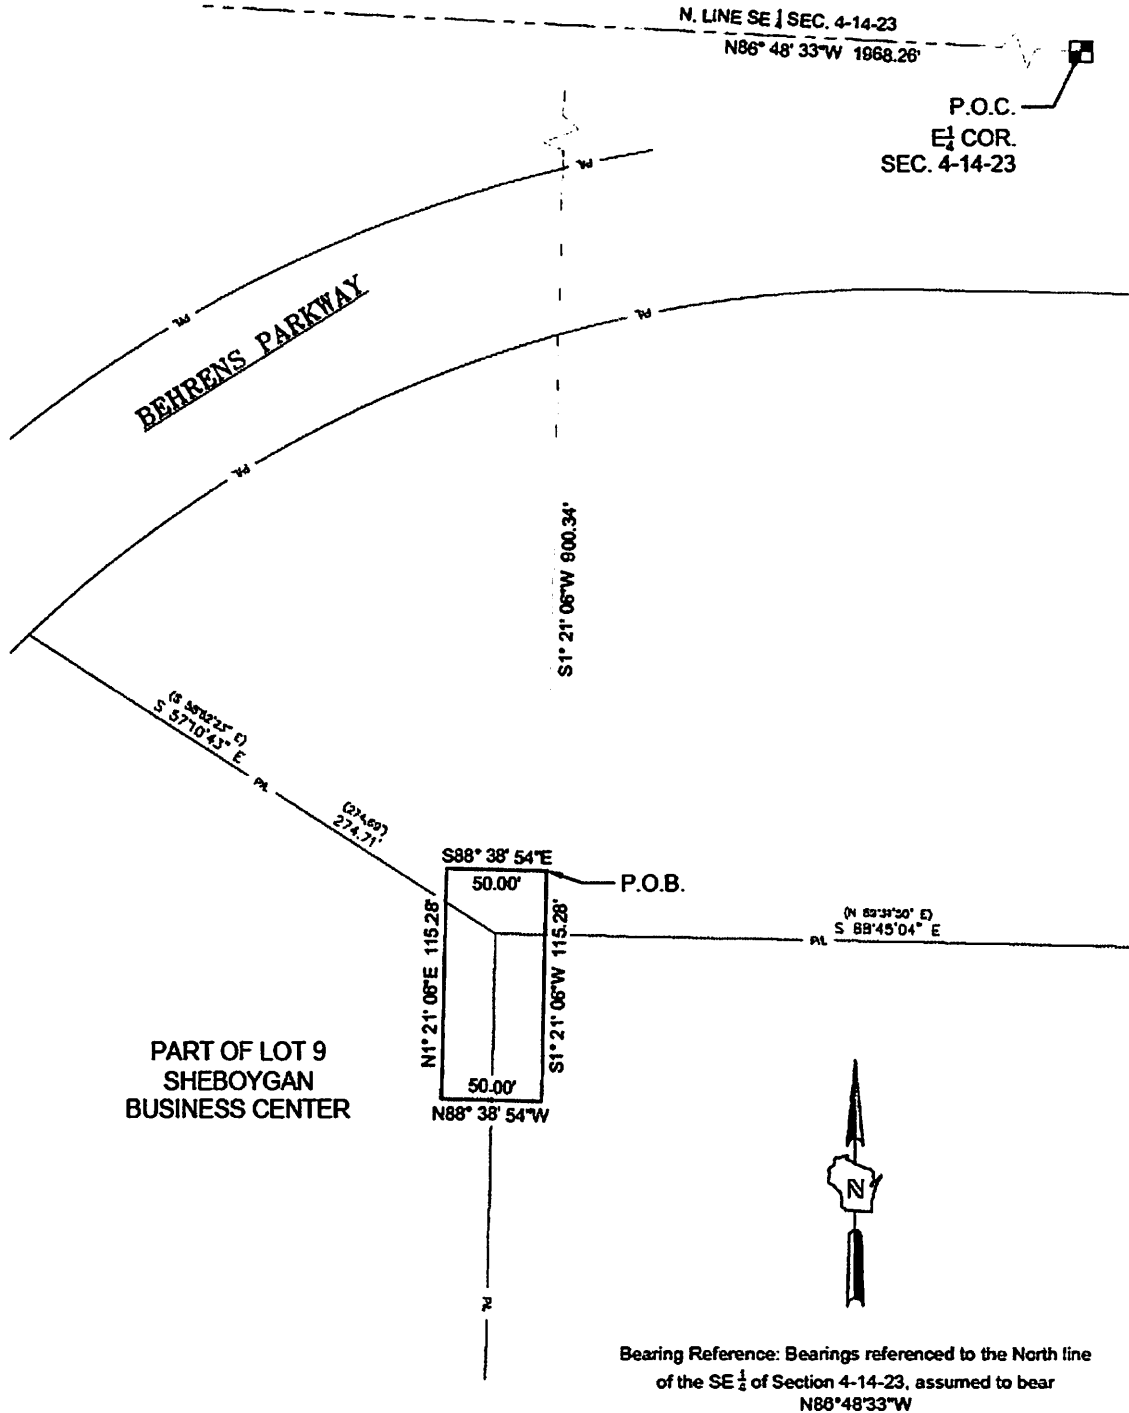 N. LINE SE 1/4 SEC. 4-14-23
N86° 48' 33"W 1968.26'
P.O.C.
E1/4 COR.
SEC. 4-14-23
P/L
P/L
P/L
BEHRENS PARKWAY
P/L
S1° 21' 06"W 900.34'
S 57°10'43" E
P/L
(274.69')
274.71'
S88° 38' 54"E
50.00'
P.O.B.
N1° 21' 06"E 115.28'
S1° 21' 06"W 115.28'
S 88°45'04" E
P/L
PART OF LOT 9
SHEBOYGAN
BUSINESS CENTER
50.00'
N88° 38' 54"W
N
P/L
Bearing Reference: Bearings referenced to the North line
of the SE 1/4 of Section 4-14-23, assumed to bear
N86°48'33"W